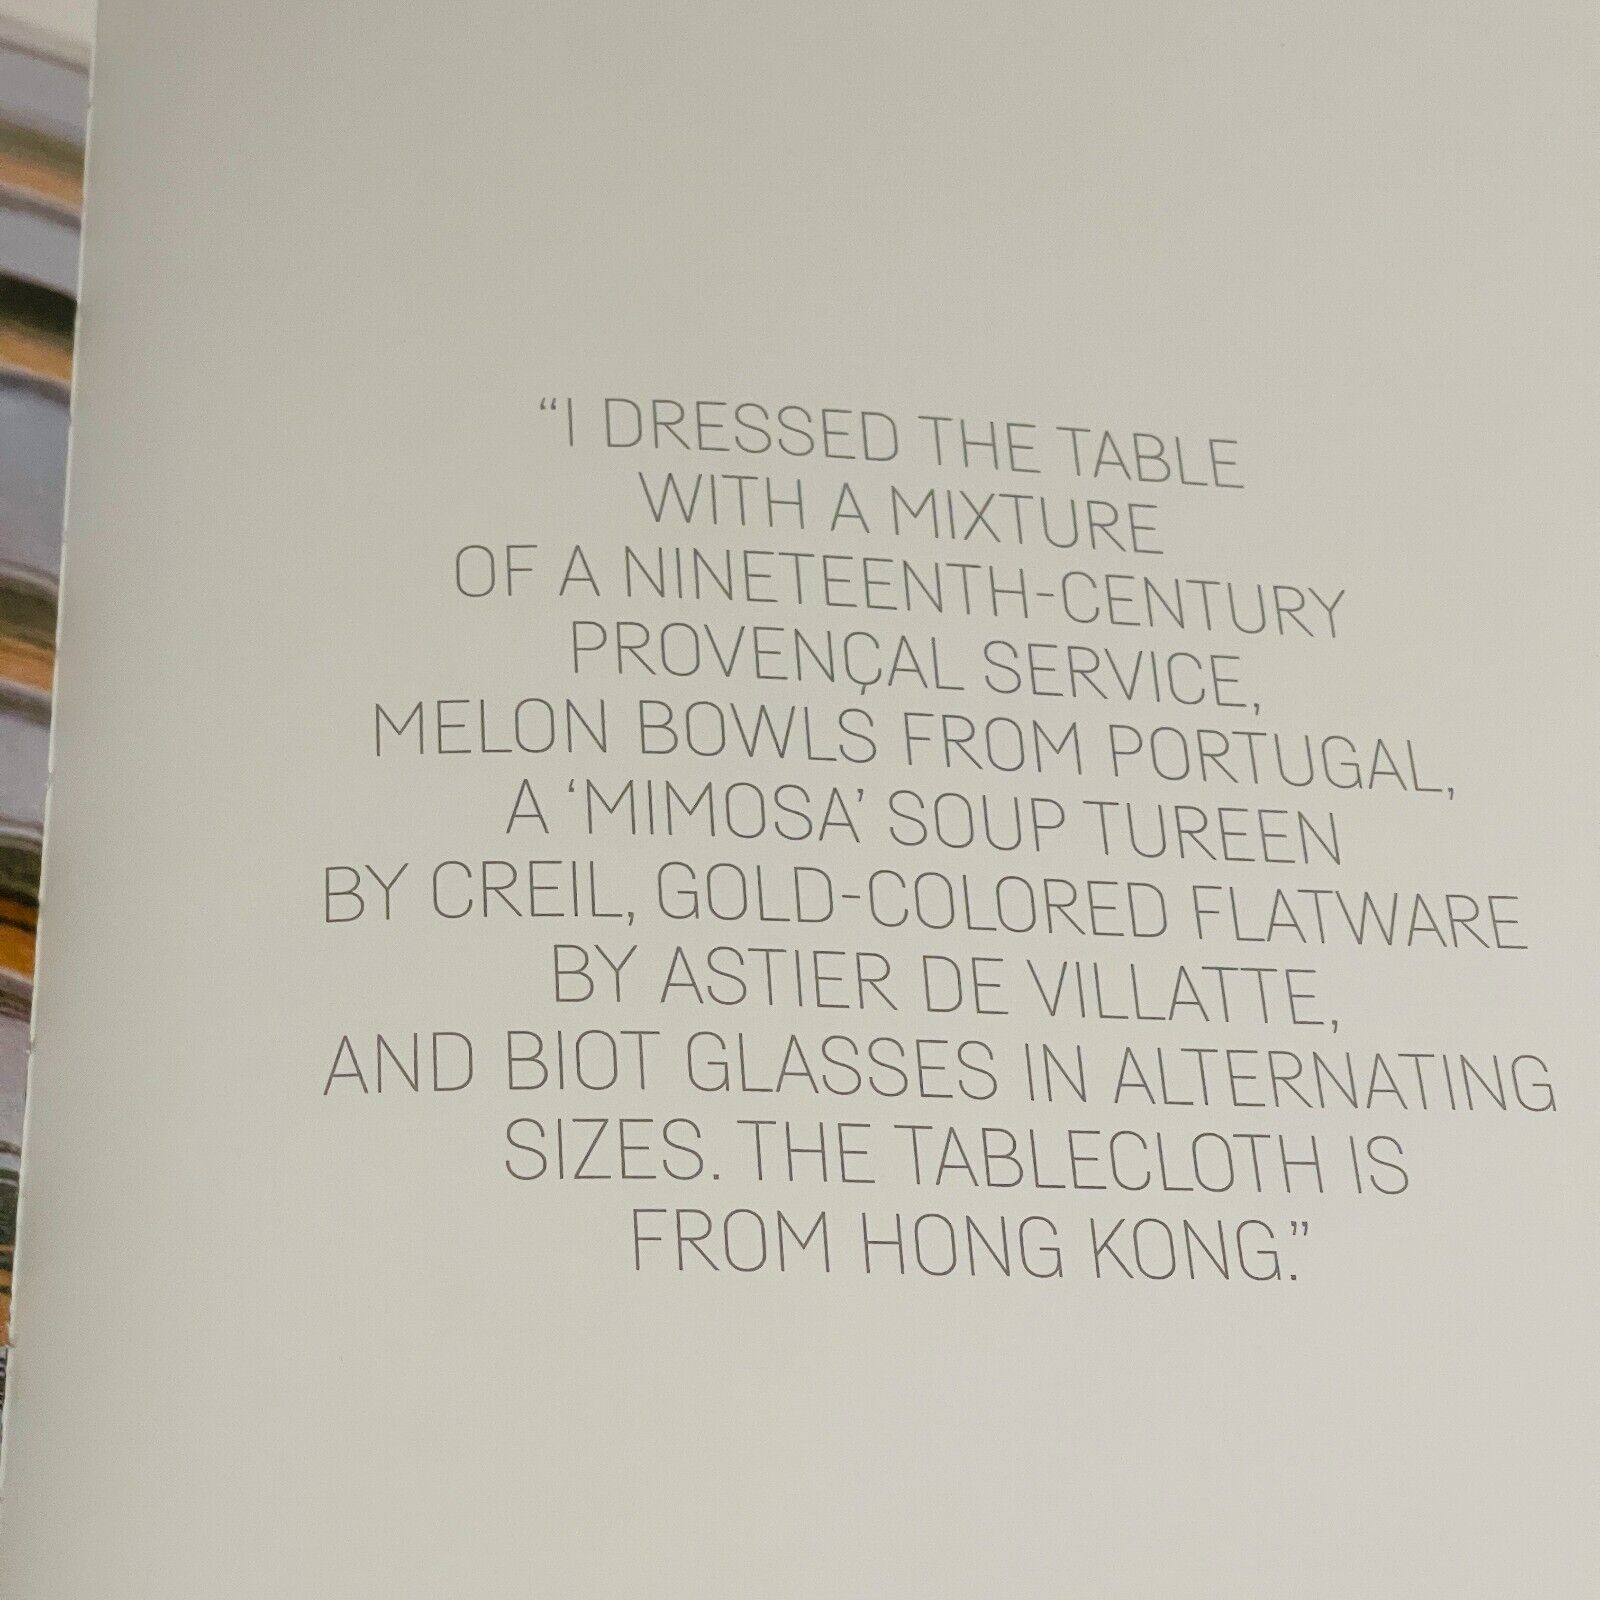 “I DRESSED THE TABLE
WITH A MIXTURE
OF A NINETEENTH-CENTURY
PROVENÇAL SERVICE,
MELON BOWLS FROM PORTUGAL,
A ‘MIMOSA’ SOUP TUREEN
BY CREIL, GOLD-COLORED FLATWARE
BY ASTIER DE VILLATTE,
AND BIOT GLASSES IN ALTERNATING
SIZES. THE TABLECLOTH IS
FROM HONG KONG.”